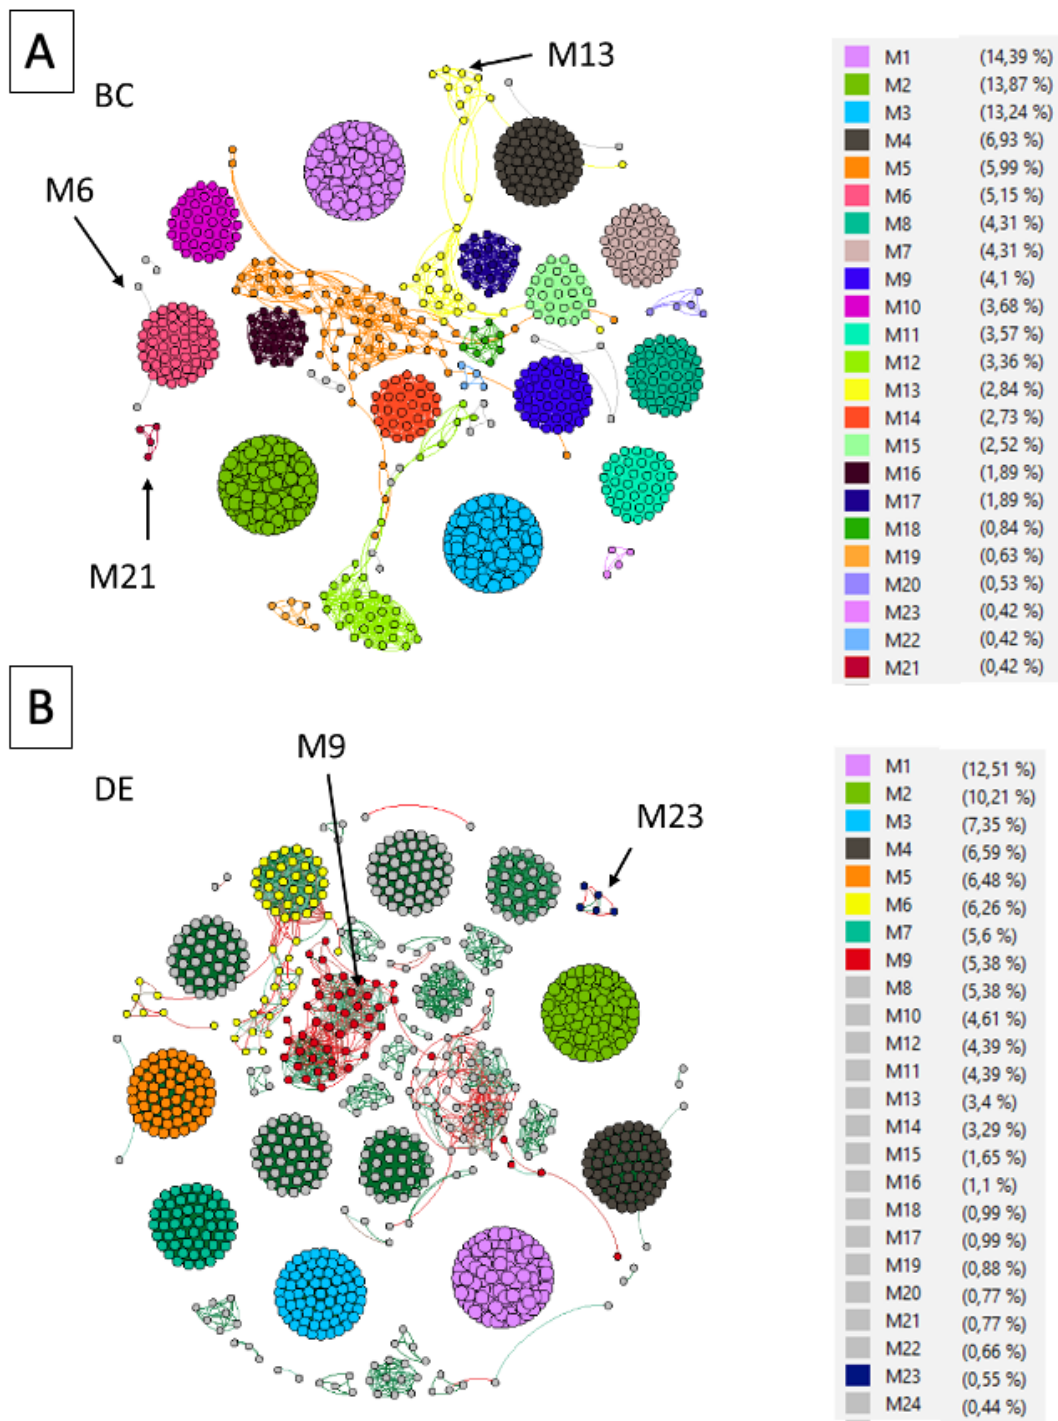 A
BC
M13
M6
M21
M1 (14,39 %)
M2 (13,87 %)
M3 (13,24 %)
M4 (6,93 %)
M5 (5,99 %)
M6 (5,15 %)
M8 (4,31 %)
M7 (4,31 %)
M9 (4,1 %)
M10 (3,68 %)
M11 (3,57 %)
M12 (3,36 %)
M13 (2,84 %)
M14 (2,73 %)
M15 (2,52 %)
M16 (1,89 %)
M17 (1,89 %)
M18 (0,84 %)
M19 (0,63 %)
M20 (0,53 %)
M23 (0,42 %)
M22 (0,42 %)
M21 (0,42 %)
B
DE
M9
M23
M1 (12,51 %)
M2 (10,21 %)
M3 (7,35 %)
M4 (6,59 %)
M5 (6,48 %)
M6 (6,26 %)
M7 (5,6 %)
M9 (5,38 %)
M8 (5,38 %)
M10 (4,61 %)
M12 (4,39 %)
M11 (4,39 %)
M13 (3,4 %)
M14 (3,29 %)
M15 (1,65 %)
M16 (1,1 %)
M18 (0,99 %)
M17 (0,99 %)
M19 (0,88 %)
M20 (0,77 %)
M21 (0,77 %)
M22 (0,66 %)
M23 (0,55 %)
M24 (0,44 %)